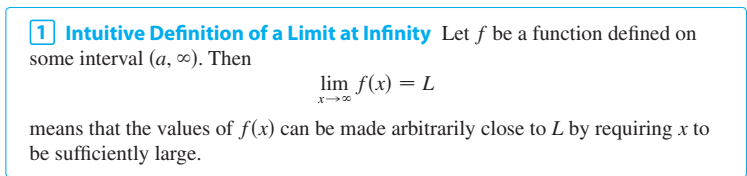 1 Intuitive Definition of a Limit at Infinity Let f be a function defined on
some interval (a, ∞). Then
lim f(x) = L
x→∞
means that the values of f(x) can be made arbitrarily close to L by requiring x to
be sufficiently large.